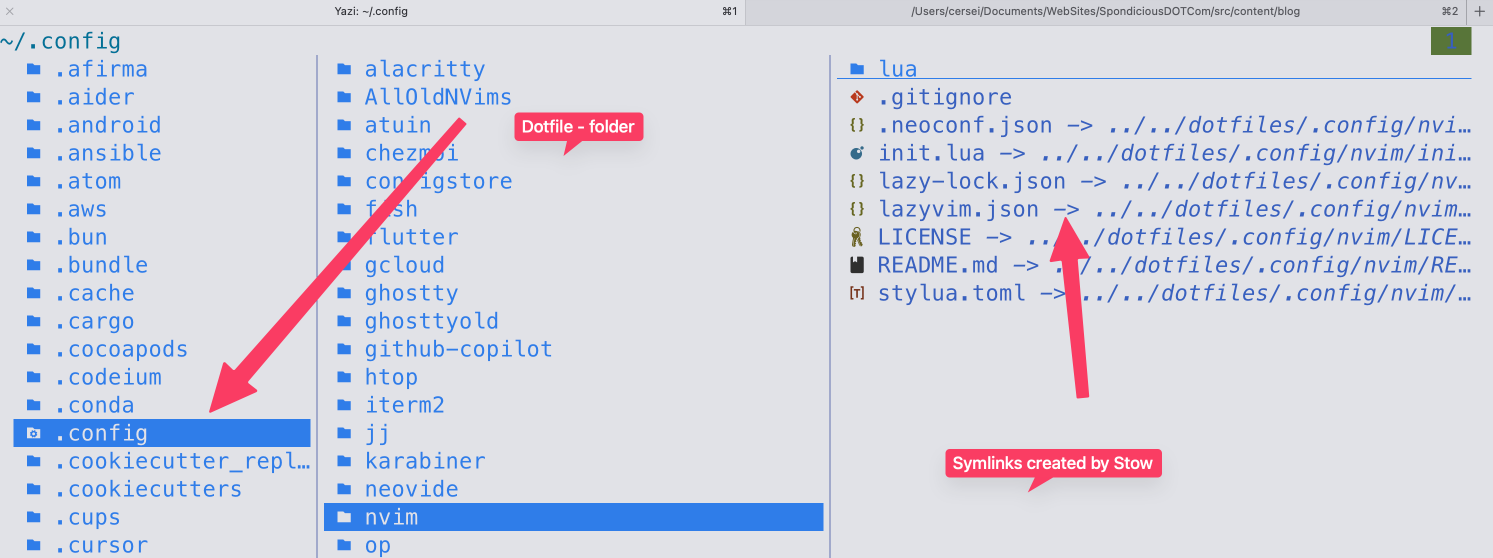 Yazi: ~/.config ⌘1
/Users/cersei/Documents/WebSites/SpondiciousDOTCom/src/content/blog ⌘2
~/.config
1
.afirma
.aider
.android
.ansible
.atom
.aws
.bun
.bundle
.cache
.cargo
.cocoapods
.codeium
.conda
.config
.cookiecutter_repl…
.cookiecutters
.cups
.cursor
alacritty
AllOldNVims
atuin
chezmoi
configstore
fish
flutter
gcloud
ghostty
ghosttyold
github-copilot
htop
iterm2
jj
karabiner
neovide
nvim
op
Dotfile - folder
lua
.gitignore
.neoconf.json -> ../../dotfiles/.config/nvi…
init.lua -> ../../dotfiles/.config/nvim/ini…
lazy-lock.json -> ../../dotfiles/.config/nv…
lazyvim.json -> ../../dotfiles/.config/nvim…
LICENSE -> ../../dotfiles/.config/nvim/LICE…
README.md -> ../../dotfiles/.config/nvim/RE…
stylua.toml -> ../../dotfiles/.config/nvim/…
Symlinks created by Stow